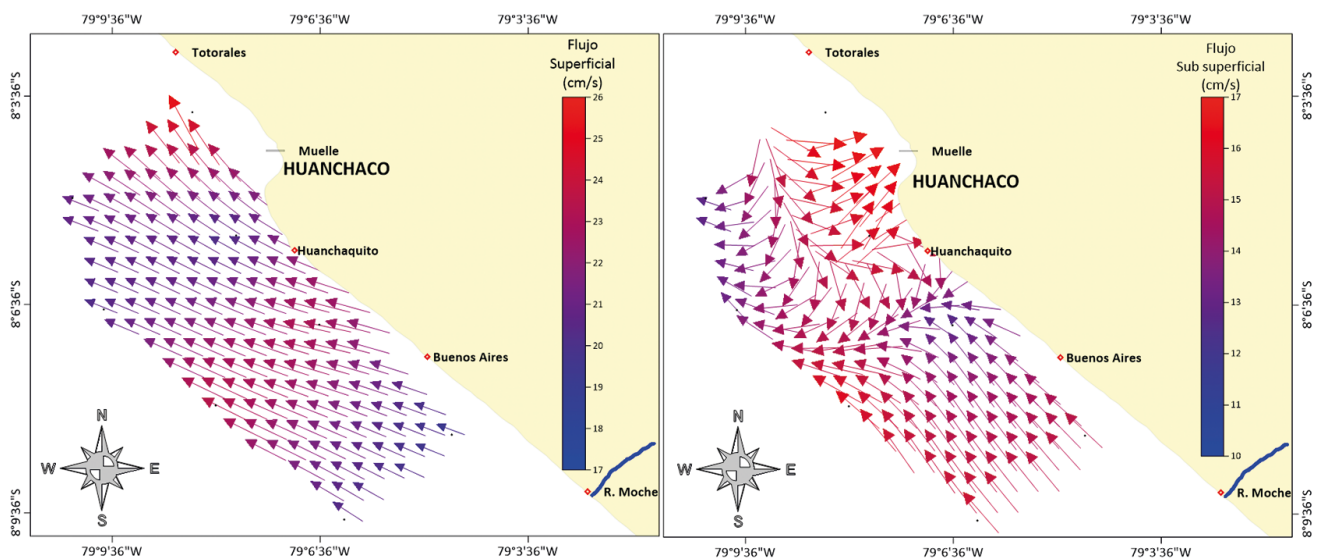 79°9'36"W
79°6'36"W
79°3'36"W
8°3'36"S
8°6'36"S
8°9'36"S
Totorales
Muelle
HUANCHACO
Huanchaquito
Buenos Aires
R. Moche
Flujo
Superficial
(cm/s)
26
25
24
23
22
21
20
19
18
17
N
W
E
S
79°9'36"W
79°6'36"W
79°3'36"W
79°9'36"W
79°6'36"W
79°3'36"W
Totorales
Muelle
HUANCHACO
Huanchaquito
Buenos Aires
R. Moche
Flujo
Sub superficial
(cm/s)
17
16
15
14
13
12
11
10
N
W
E
S
8°3'36"S
8°6'36"S
8°9'36"S
79°9'36"W
79°6'36"W
79°3'36"W